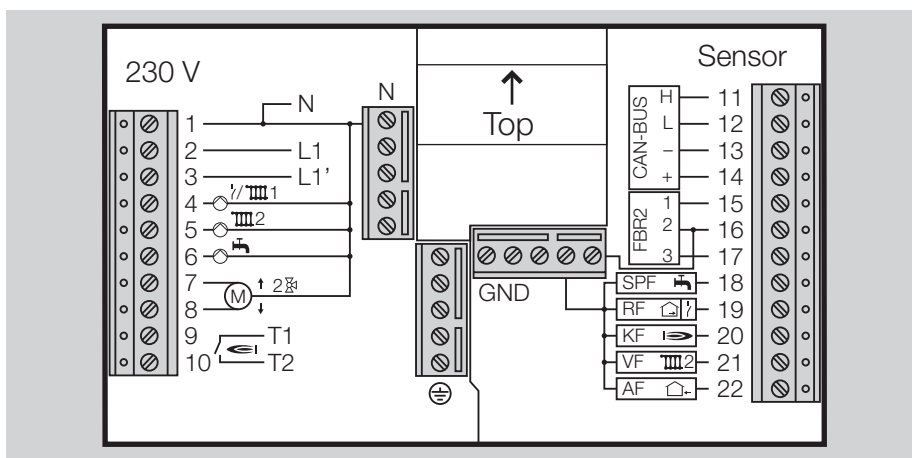 230 V
Sensor
N
N
↑
Top
1
2 L1
3 L1'
4 1
5 2
6
7 ↑ 2
M
8 ↓
9 T1
10 T2
GND
CAN-BUS
H 11
L 12
– 13
+ 14
FBR2
1 15
2 16
3 17
SPF 18
RF 19
KF 20
VF 2 21
AF 22